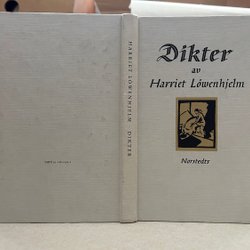 HARRIET LÖWENHJELM DIKTER
Dikter
av
Harriet Löwenhjelm
Norstedts